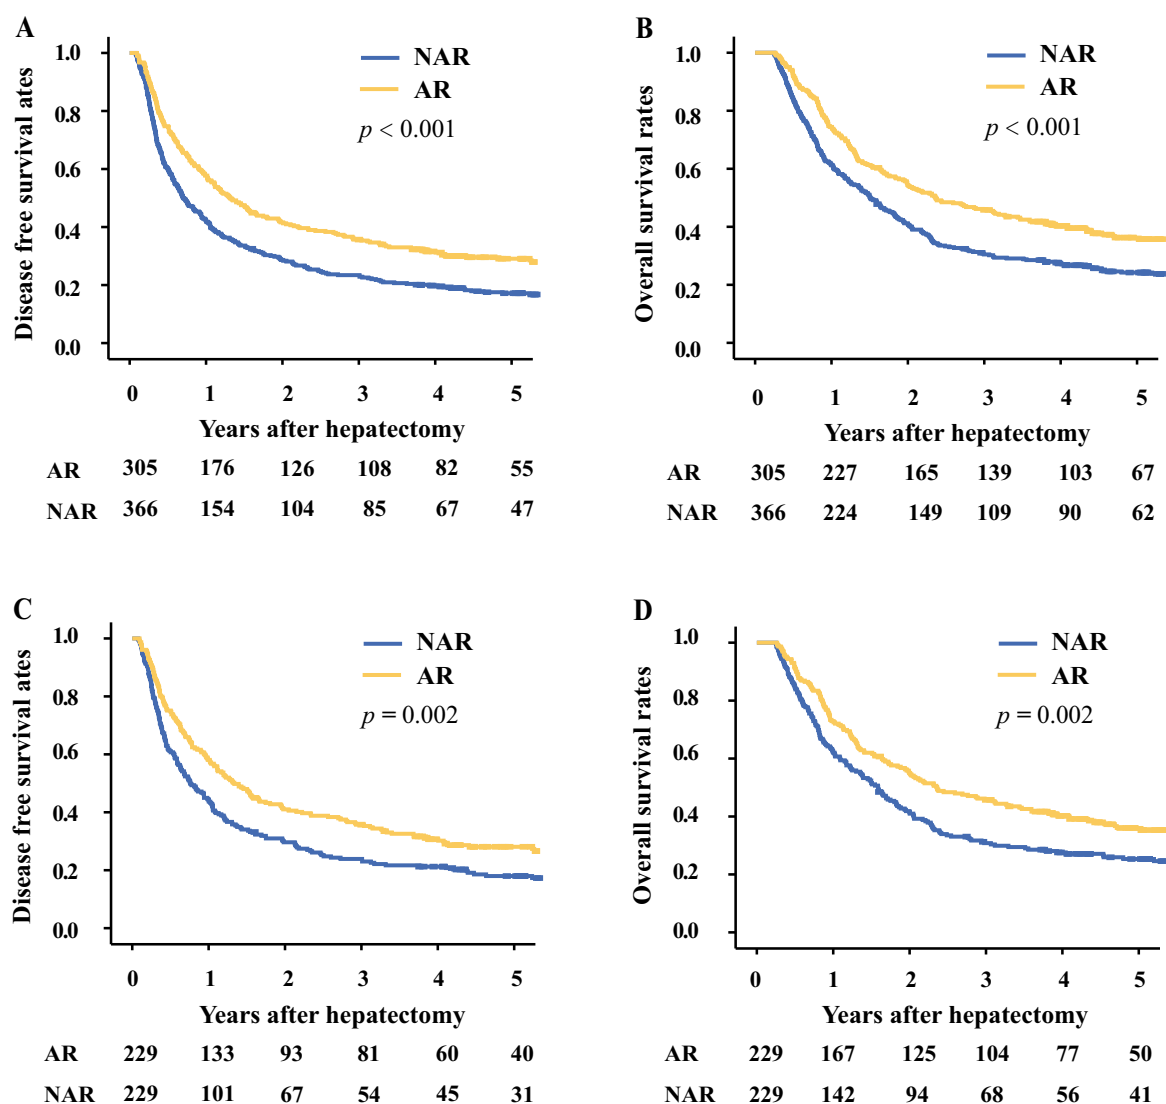 A
Disease free survival ates
1.0
0.8
0.6
0.4
0.2
0.0
NAR
AR
p < 0.001
0 1 2 3 4 5
Years after hepatectomy
AR 305 176 126 108 82 55
NAR 366 154 104 85 67 47
B
Overall survival rates
1.0
0.8
0.6
0.4
0.2
0.0
NAR
AR
p < 0.001
0 1 2 3 4 5
Years after hepatectomy
AR 305 227 165 139 103 67
NAR 366 224 149 109 90 62
C
Disease free survival ates
1.0
0.8
0.6
0.4
0.2
0.0
NAR
AR
p = 0.002
0 1 2 3 4 5
Years after hepatectomy
AR 229 133 93 81 60 40
NAR 229 101 67 54 45 31
D
Overall survival rates
1.0
0.8
0.6
0.4
0.2
0.0
NAR
AR
p = 0.002
0 1 2 3 4 5
Years after hepatectomy
AR 229 167 125 104 77 50
NAR 229 142 94 68 56 41